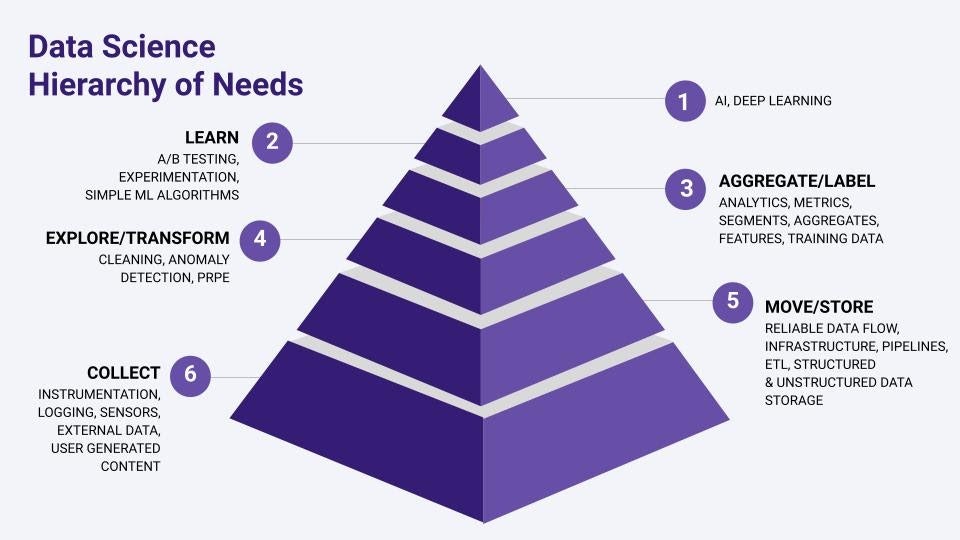 Data Science
Hierarchy of Needs
1
AI, DEEP LEARNING
2
LEARN
A/B TESTING,
EXPERIMENTATION,
SIMPLE ML ALGORITHMS
3
AGGREGATE/LABEL
ANALYTICS, METRICS,
SEGMENTS, AGGREGATES,
FEATURES, TRAINING DATA
4
EXPLORE/TRANSFORM
CLEANING, ANOMALY
DETECTION, PRPE
5
MOVE/STORE
RELIABLE DATA FLOW,
INFRASTRUCTURE, PIPELINES,
ETL, STRUCTURED
& UNSTRUCTURED DATA
STORAGE
6
COLLECT
INSTRUMENTATION,
LOGGING, SENSORS,
EXTERNAL DATA,
USER GENERATED
CONTENT